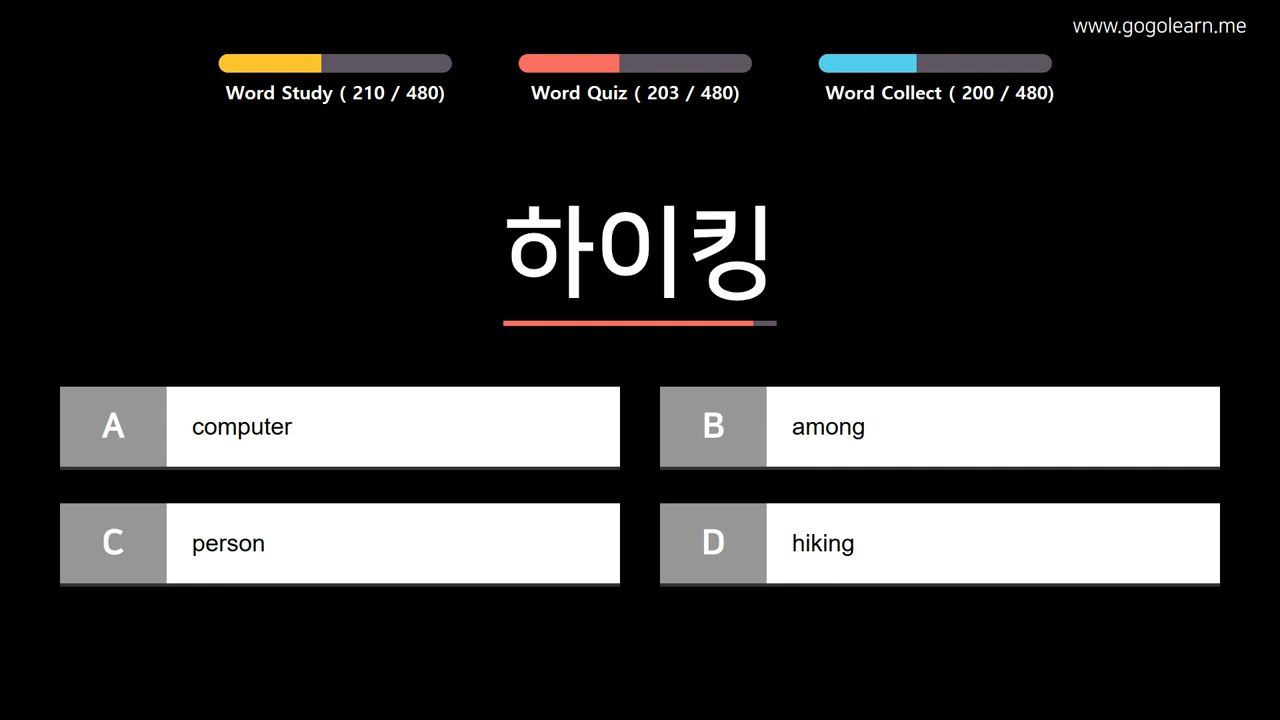 www.gogolearn.me
Word Study ( 210 / 480)
Word Quiz ( 203 / 480)
Word Collect ( 200 / 480)
하이킹
A computer
B among
C person
D hiking